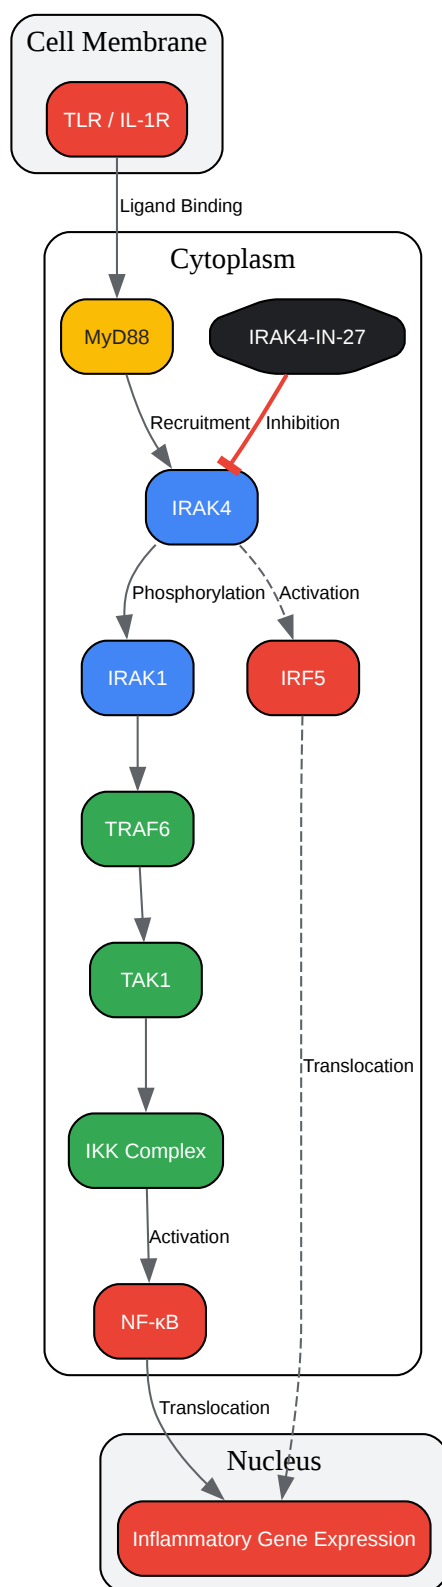 Cell Membrane
TLR / IL-1R
Ligand Binding
Cytoplasm
MyD88
IRAK4-IN-27
Recruitment
Inhibition
IRAK4
Phosphorylation
Activation
IRAK1
IRF5
TRAF6
TAK1
Translocation
IKK Complex
Activation
NF-κB
Translocation
Nucleus
Inflammatory Gene Expression